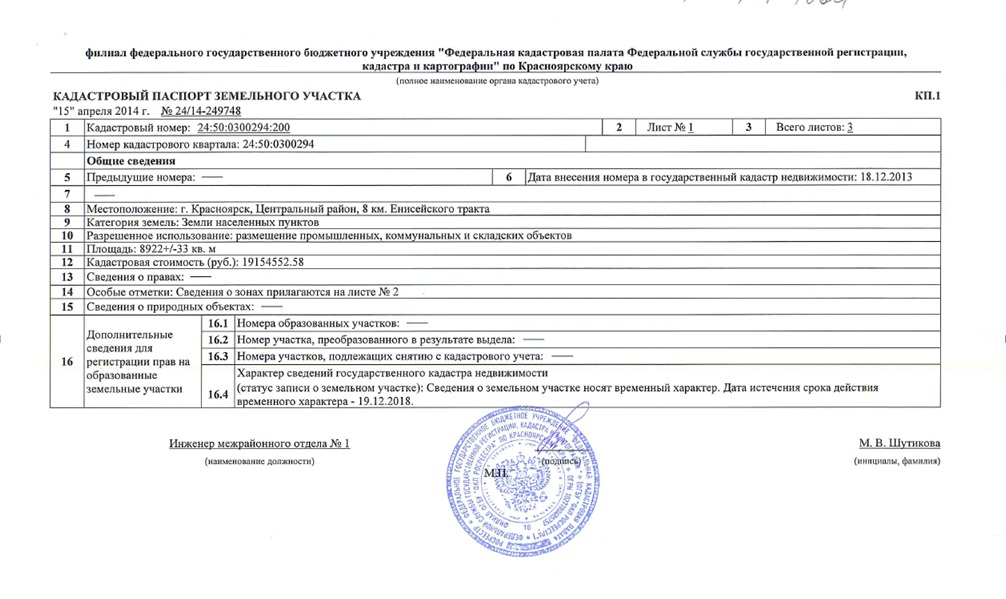 филиал федерального государственного бюджетного учреждения "Федеральная кадастровая палата Федеральной службы государственной регистрации,
кадастра и картографии" по Красноярскому краю
(полное наименование органа кадастрового учета)
КАДАСТРОВЫЙ ПАСПОРТ ЗЕМЕЛЬНОГО УЧАСТКА КП.1
"15" апреля 2014 г. № 24/14-249748
1 Кадастровый номер: 24:50:0300294:200 2 Лист № 1 3 Всего листов: 3
4 Номер кадастрового квартала: 24:50:0300294
Общие сведения
5 Предыдущие номера: —— 6 Дата внесения номера в государственный кадастр недвижимости: 18.12.2013
7 ——
8 Местоположение: г. Красноярск, Центральный район, 8 км. Енисейского тракта
9 Категория земель: Земли населенных пунктов
10 Разрешенное использование: размещение промышленных, коммунальных и складских объектов
11 Площадь: 8922+/-33 кв. м
12 Кадастровая стоимость (руб.): 19154552.58
13 Сведения о правах: ——
14 Особые отметки: Сведения о зонах прилагаются на листе № 2
15 Сведения о природных объектах: ——
16 Дополнительные
сведения для
регистрации прав на
образованные
земельные участки
16.1 Номера образованных участков: ——
16.2 Номер участка, преобразованного в результате выдела: ——
16.3 Номера участков, подлежащих снятию с кадастрового учета: ——
16.4 Характер сведений государственного кадастра недвижимости
(статус записи о земельном участке): Сведения о земельном участке носят временный характер. Дата истечения срока действия
временного характера - 19.12.2018.
Инженер межрайонного отдела № 1 М. В. Шутикова
(наименование должности) (подпись) (инициалы, фамилия)
М.П.